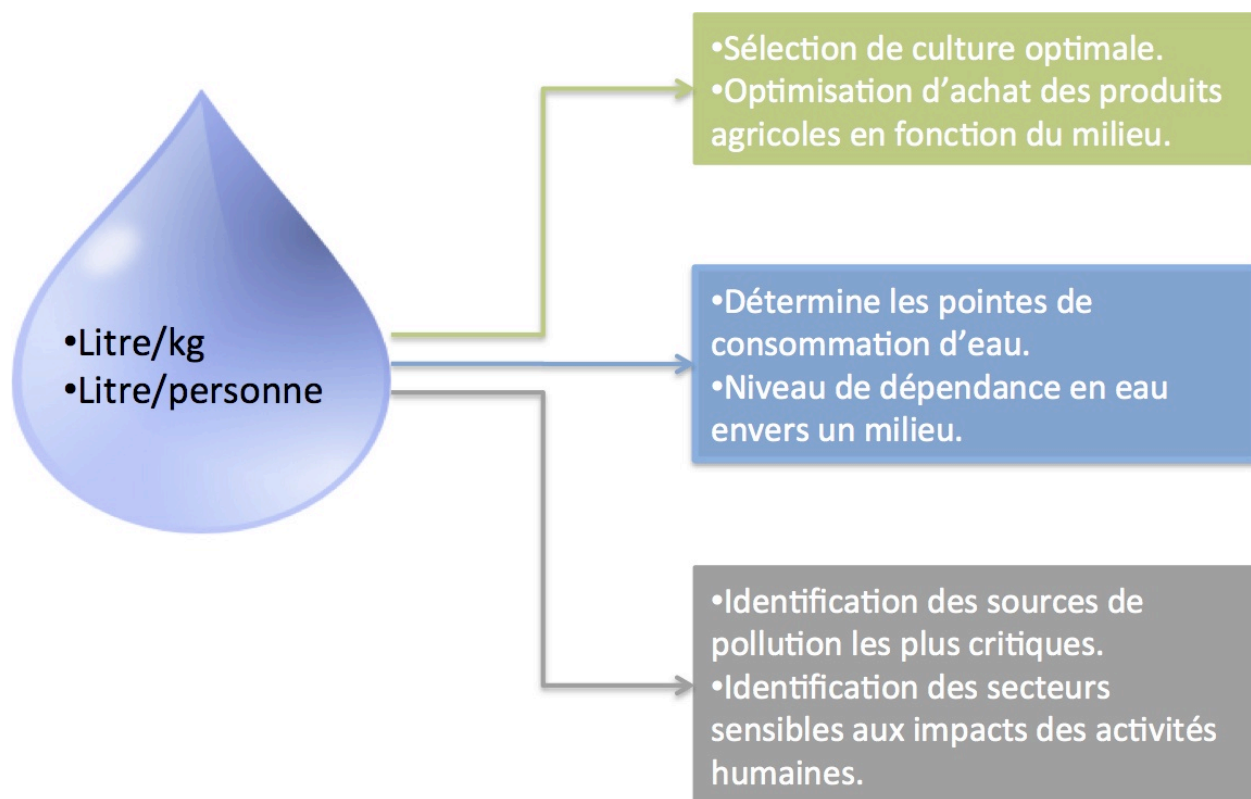 •Litre/kg
•Litre/personne
•Sélection de culture optimale.
•Optimisation d’achat des produits
agricoles en fonction du milieu.
•Détermine les pointes de
consommation d’eau.
•Niveau de dépendance en eau
envers un milieu.
•Identification des sources de
pollution les plus critiques.
•Identification des secteurs
sensibles aux impacts des activités
humaines.